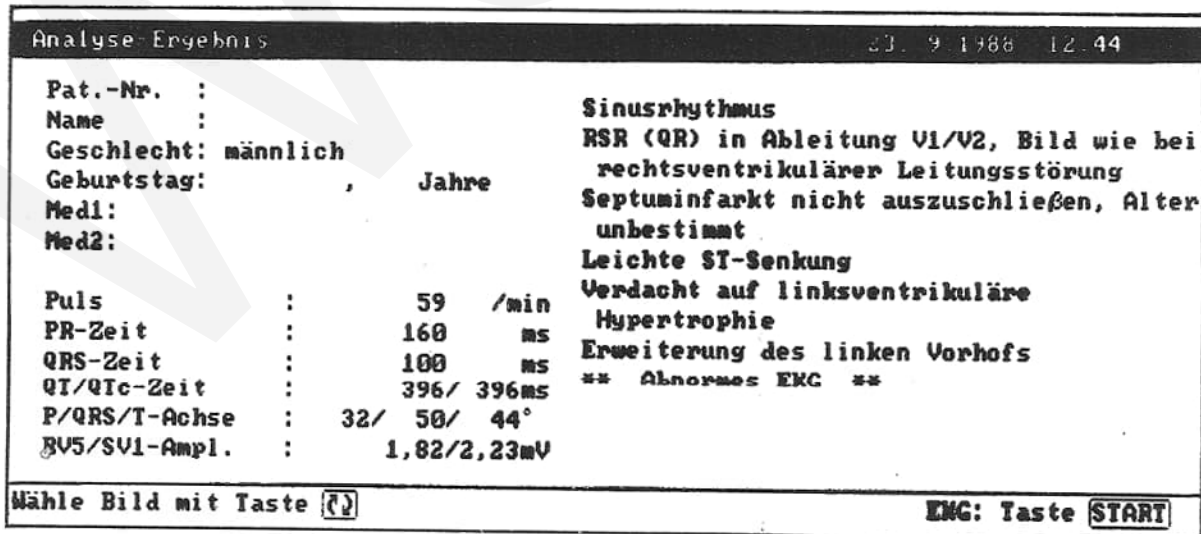 Analyse-Ergebnis 23. 9 1988 12.44
Pat.-Nr. :
Name :
Geschlecht: männlich
Geburtstag: , Jahre
Med1:
Med2:
Puls : 59 /min
PR-Zeit : 160 ms
QRS-Zeit : 100 ms
QT/QTc-Zeit : 396/ 396ms
P/QRS/T-Achse : 32/ 50/ 44°
RV5/SV1-Ampl. : 1,82/2,23mV
Sinusrhythmus
RSR (QR) in Ableitung V1/V2, Bild wie bei
rechtsventrikulärer Leitungsstörung
Septuminfarkt nicht auszuschließen, Alter
unbestimmt
Leichte ST-Senkung
Verdacht auf linksventrikuläre
Hypertrophie
Erweiterung des linken Vorhofs
** Abnormes EKG **
Wähle Bild mit Taste
EKG: Taste START